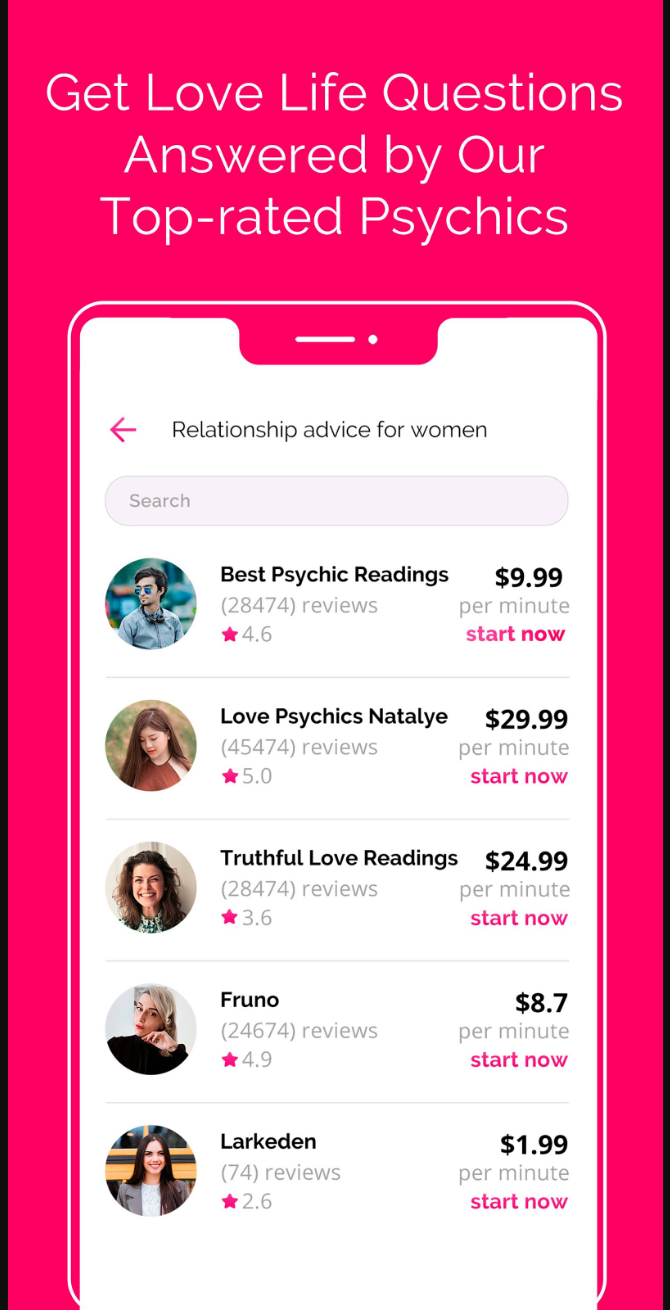 Get Love Life Questions
Answered by Our
Top-rated Psychics
Relationship advice for women
Search
Best Psychic Readings
$9.99
(28474) reviews
per minute
4.6
start now
Love Psychics Natalye
$29.99
(45474) reviews
per minute
5.0
start now
Truthful Love Readings
$24.99
(28474) reviews
per minute
3.6
start now
Fruno
$8.7
(24674) reviews
per minute
4.9
start now
Larkeden
$1.99
(74) reviews
per minute
2.6
start now